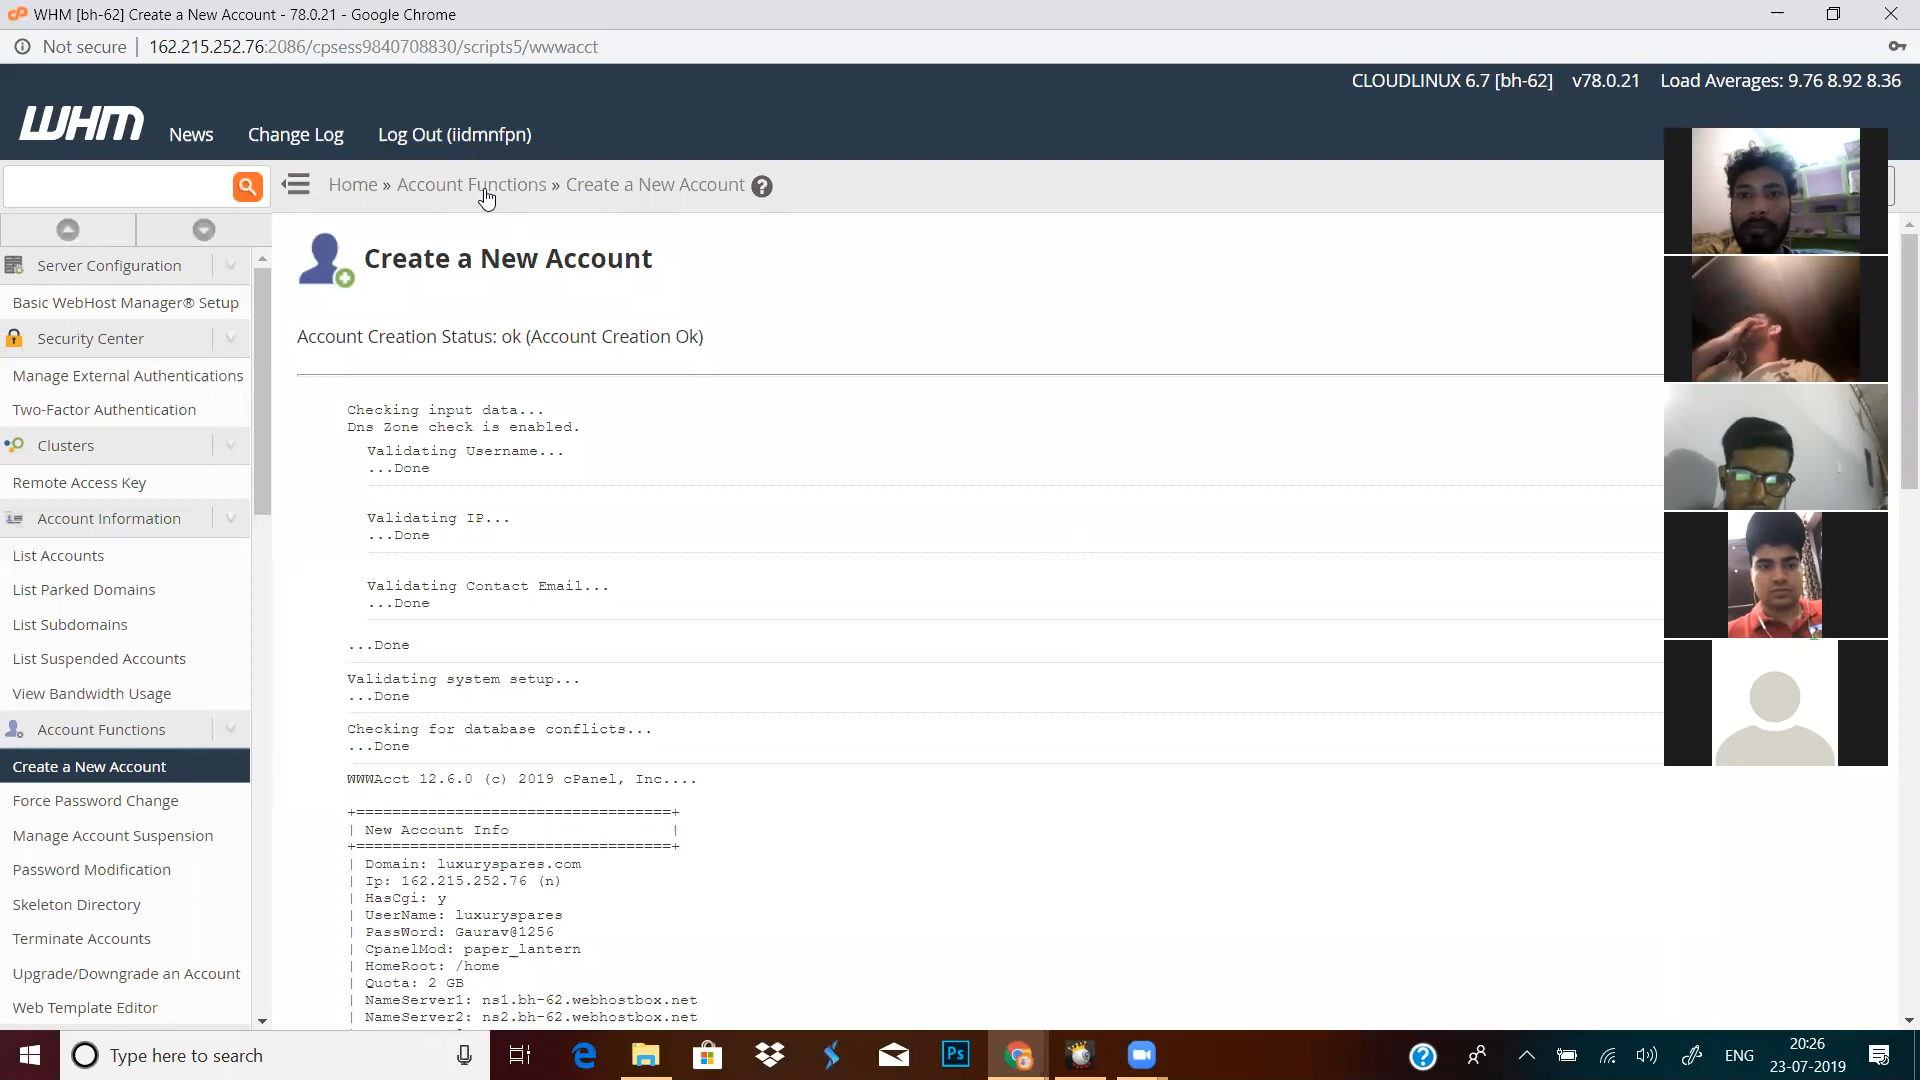 WHM [bh-62] Create a New Account - 78.0.21 - Google Chrome
Not secure | 162.215.252.76:2086/cpsess9840708830/scripts5/wwwacct
CLOUDLINUX 6.7 [bh-62] v78.0.21 Load Averages: 9.76 8.92 8.36
WHM News Change Log Log Out (iidmnfpn)
Home » Account Functions » Create a New Account ?
Server Configuration
Basic WebHost Manager® Setup
Security Center
Manage External Authentications
Two-Factor Authentication
Clusters
Remote Access Key
Account Information
List Accounts
List Parked Domains
List Subdomains
List Suspended Accounts
View Bandwidth Usage
Account Functions
Create a New Account
Force Password Change
Manage Account Suspension
Password Modification
Skeleton Directory
Terminate Accounts
Upgrade/Downgrade an Account
Web Template Editor
Create a New Account
Account Creation Status: ok (Account Creation Ok)
Checking input data...
Dns Zone check is enabled.
Validating Username...
...Done
Validating IP...
...Done
Validating Contact Email...
...Done
...Done
Validating system setup...
...Done
Checking for database conflicts...
...Done
WWWAcct 12.6.0 (c) 2019 cPanel, Inc....
+===================================+
| New Account Info |
+===================================+
| Domain: luxuryspares.com
| Ip: 162.215.252.76 (n)
| HasCgi: y
| UserName: luxuryspares
| PassWord: Gaurav@1256
| CpanelMod: paper_lantern
| HomeRoot: /home
| Quota: 2 GB
| NameServer1: ns1.bh-62.webhostbox.net
| NameServer2: ns2.bh-62.webhostbox.net
Type here to search
Ps
ENG
20:26
23-07-2019